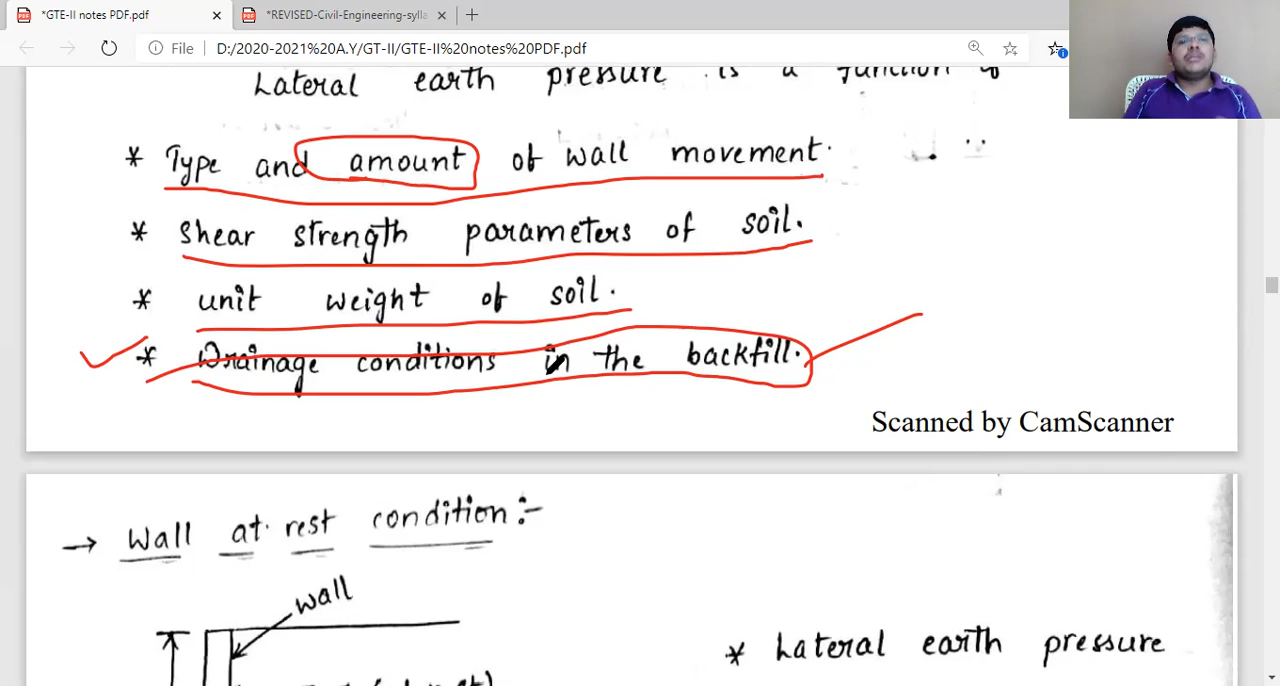 *GTE-II notes PDF.pdf
*REVISED-Civil-Engineering-sylla
File D:/2020-2021%20A.Y/GT-II/GTE-II%20notes%20PDF.pdf
Lateral earth pressure is a function of
* Type and amount of wall movement.
* Shear strength parameters of soil.
* unit weight of soil.
* Drainage conditions in the backfill.
Scanned by CamScanner
→ Wall at rest condition:-
wall
* Lateral earth pressure